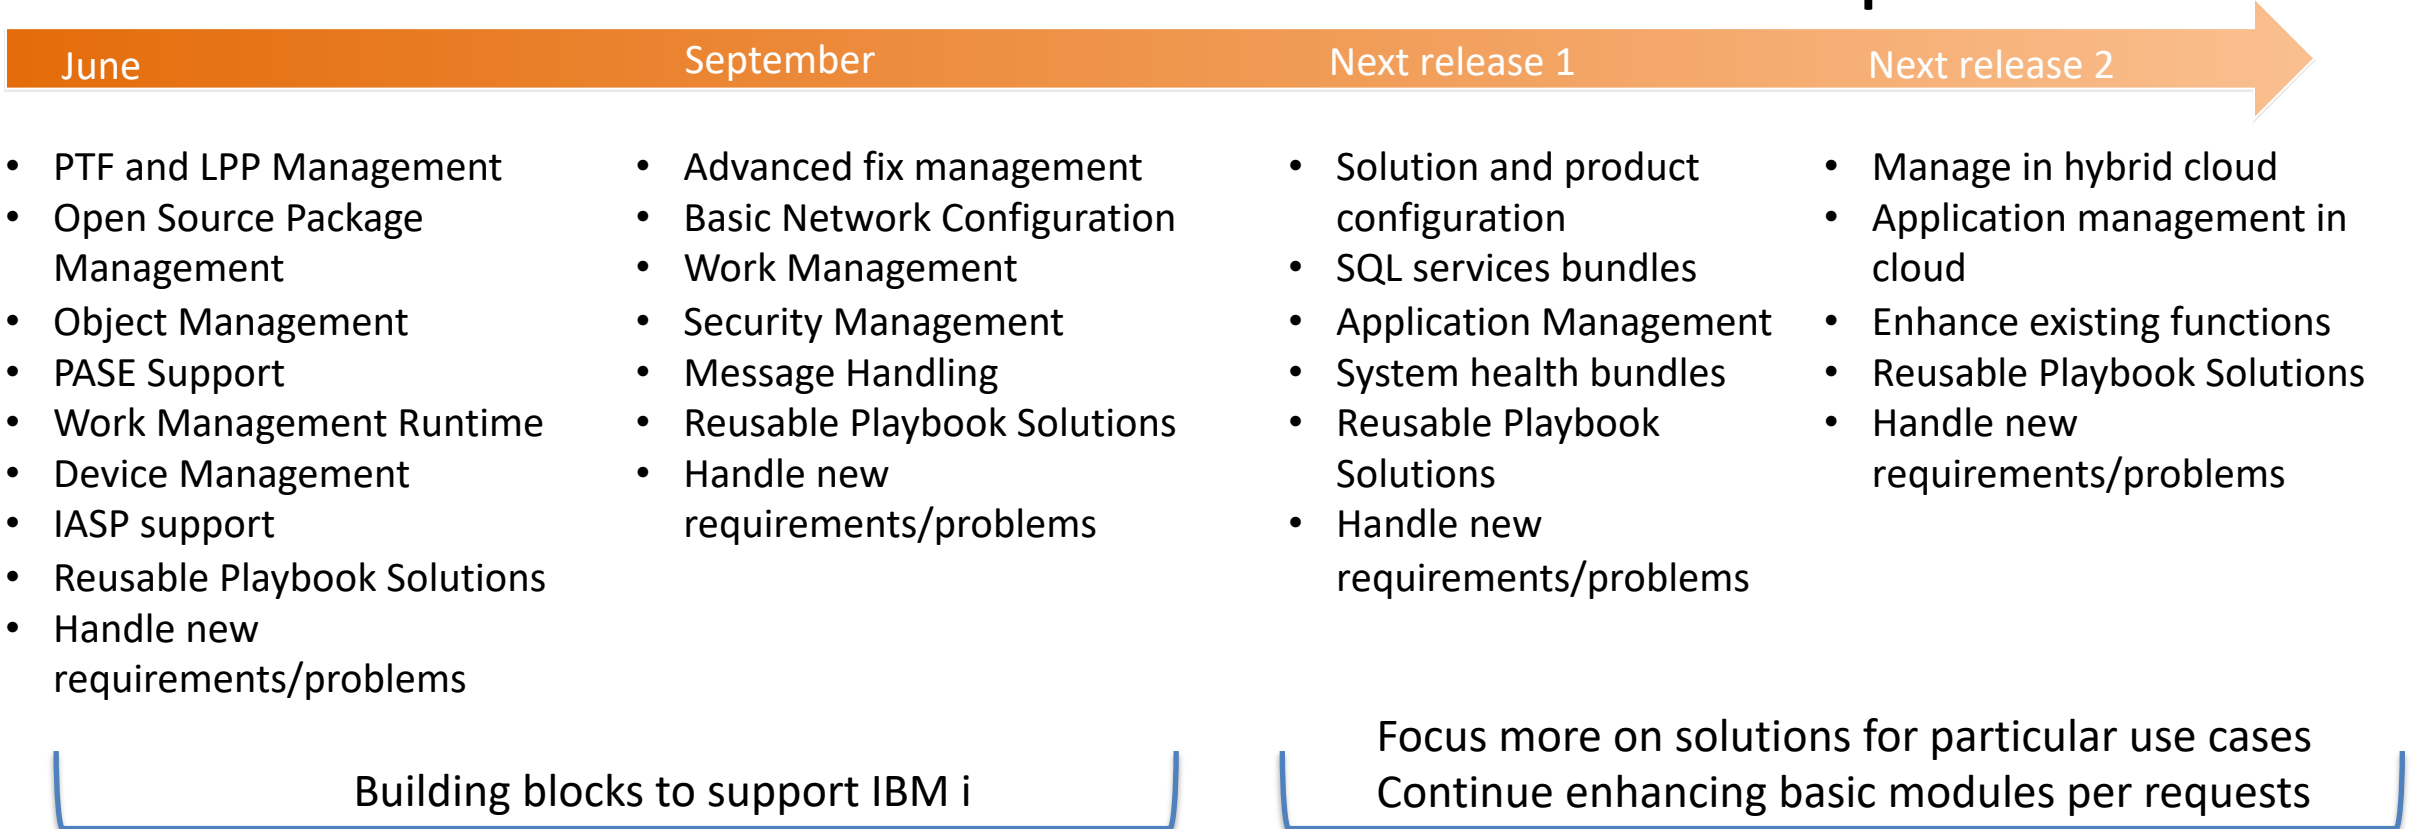 June
September
Next release 1
Next release 2
• PTF and LPP Management
• Open Source Package
Management
• Object Management
• PASE Support
• Work Management Runtime
• Device Management
• IASP support
• Reusable Playbook Solutions
• Handle new
requirements/problems
• Advanced fix management
• Basic Network Configuration
• Work Management
• Security Management
• Message Handling
• Reusable Playbook Solutions
• Handle new
requirements/problems
• Solution and product
configuration
• SQL services bundles
• Application Management
• System health bundles
• Reusable Playbook
Solutions
• Handle new
requirements/problems
• Manage in hybrid cloud
• Application management in
cloud
• Enhance existing functions
• Reusable Playbook Solutions
• Handle new
requirements/problems
Building blocks to support IBM i
Focus more on solutions for particular use cases
Continue enhancing basic modules per requests